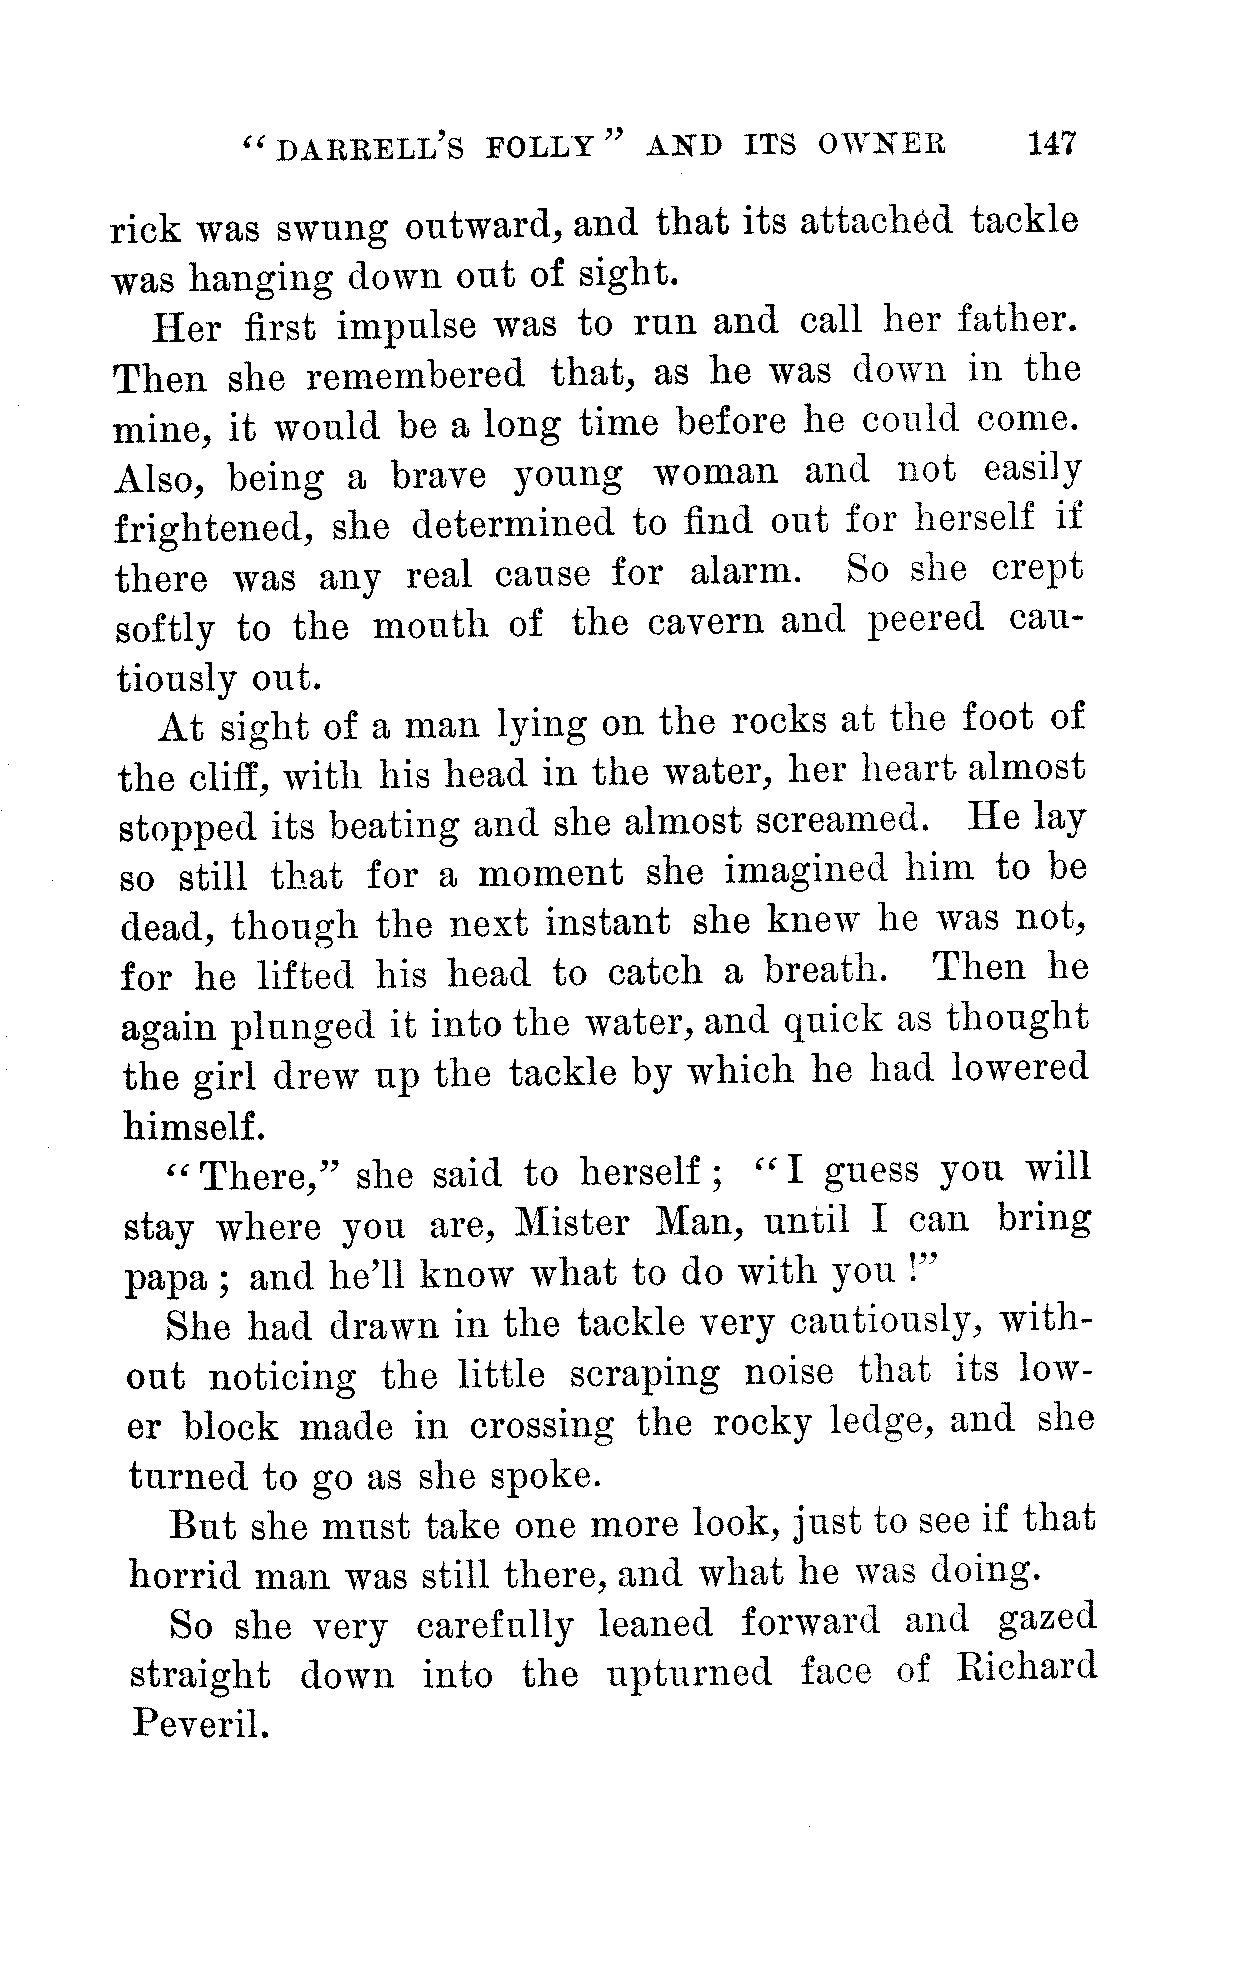 “DARRELL’S FOLLY” AND ITS OWNER 147
rick was swung outward, and that its attached tackle
was hanging down out of sight.
Her first impulse was to run and call her father.
Then she remembered that, as he was down in the
mine, it would be a long time before he could come.
Also, being a brave young woman and not easily
frightened, she determined to find out for herself if
there was any real cause for alarm. So she crept
softly to the mouth of the cavern and peered cau-
tiously out.
At sight of a man lying on the rocks at the foot of
the cliff, with his head in the water, her heart almost
stopped its beating and she almost screamed. He lay
so still that for a moment she imagined him to be
dead, though the next instant she knew he was not,
for he lifted his head to catch a breath. Then he
again plunged it into the water, and quick as thought
the girl drew up the tackle by which he had lowered
himself.
“There,” she said to herself; “I guess you will
stay where you are, Mister Man, until I can bring
papa; and he’ll know what to do with you!”
She had drawn in the tackle very cautiously, with-
out noticing the little scraping noise that its low-
er block made in crossing the rocky ledge, and she
turned to go as she spoke.
But she must take one more look, just to see if that
horrid man was still there, and what he was doing.
So she very carefully leaned forward and gazed
straight down into the upturned face of Richard
Peveril.